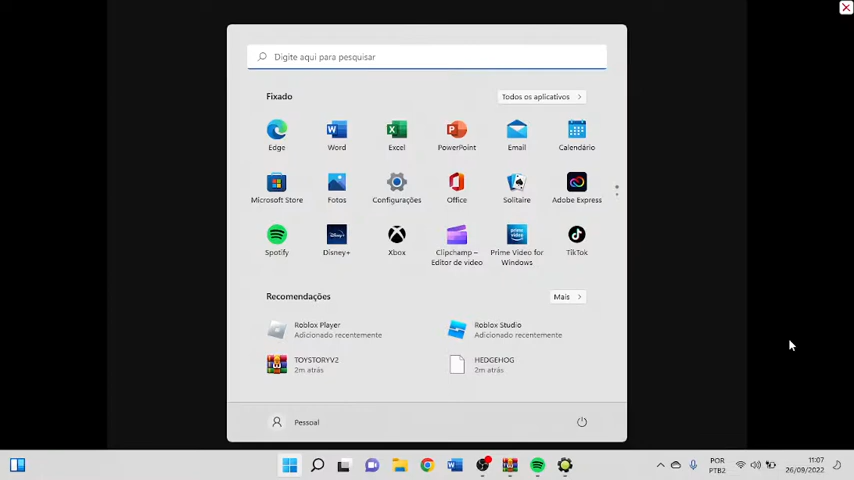 Digite aqui para pesquisar
Fixado
Todos os aplicativos
Edge
Word
Excel
PowerPoint
Email
Calendário
Microsoft Store
Fotos
Configurações
Office
Solitaire
Adobe Express
Spotify
Disney+
Xbox
Clipchamp –
Editor de vídeo
Prime Video for
Windows
TikTok
Recomendações
Mais
Roblox Player
Adicionado recentemente
Roblox Studio
Adicionado recentemente
TOYSTORYV2
2m atrás
HEDGEHOG
2m atrás
Pessoal
POR
PTB2
11:07
26/09/2022